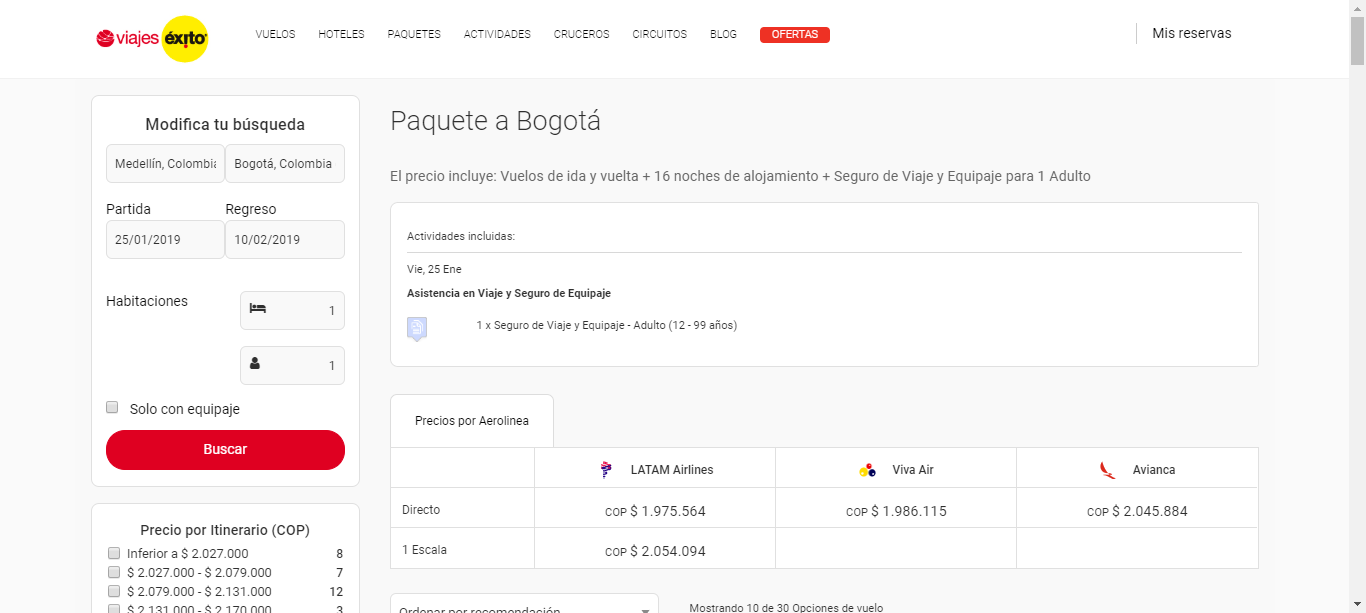 viajes éxito
VUELOS HOTELES PAQUETES ACTIVIDADES CRUCEROS CIRCUITOS BLOG OFERTAS Mis reservas
Modifica tu búsqueda
Medellín, Colombia Bogotá, Colombia
Partida Regreso
25/01/2019 10/02/2019
Habitaciones 1
1
Solo con equipaje
Buscar
Precio por Itinerario (COP)
Inferior a $ 2.027.000 8
$ 2.027.000 - $ 2.079.000 7
$ 2.079.000 - $ 2.131.000 12
$ 2.131.000 - $ 2.170.000 3
Paquete a Bogotá
El precio incluye: Vuelos de ida y vuelta + 16 noches de alojamiento + Seguro de Viaje y Equipaje para 1 Adulto
Actividades incluidas:
Vie, 25 Ene
Asistencia en Viaje y Seguro de Equipaje
1 x Seguro de Viaje y Equipaje - Adulto (12 - 99 años)
Precios por Aerolinea
LATAM Airlines Viva Air Avianca
Directo COP $ 1.975.564 COP $ 1.986.115 COP $ 2.045.884
1 Escala COP $ 2.054.094
Ordenar por recomendación Mostrando 10 de 30 Opciones de vuelo